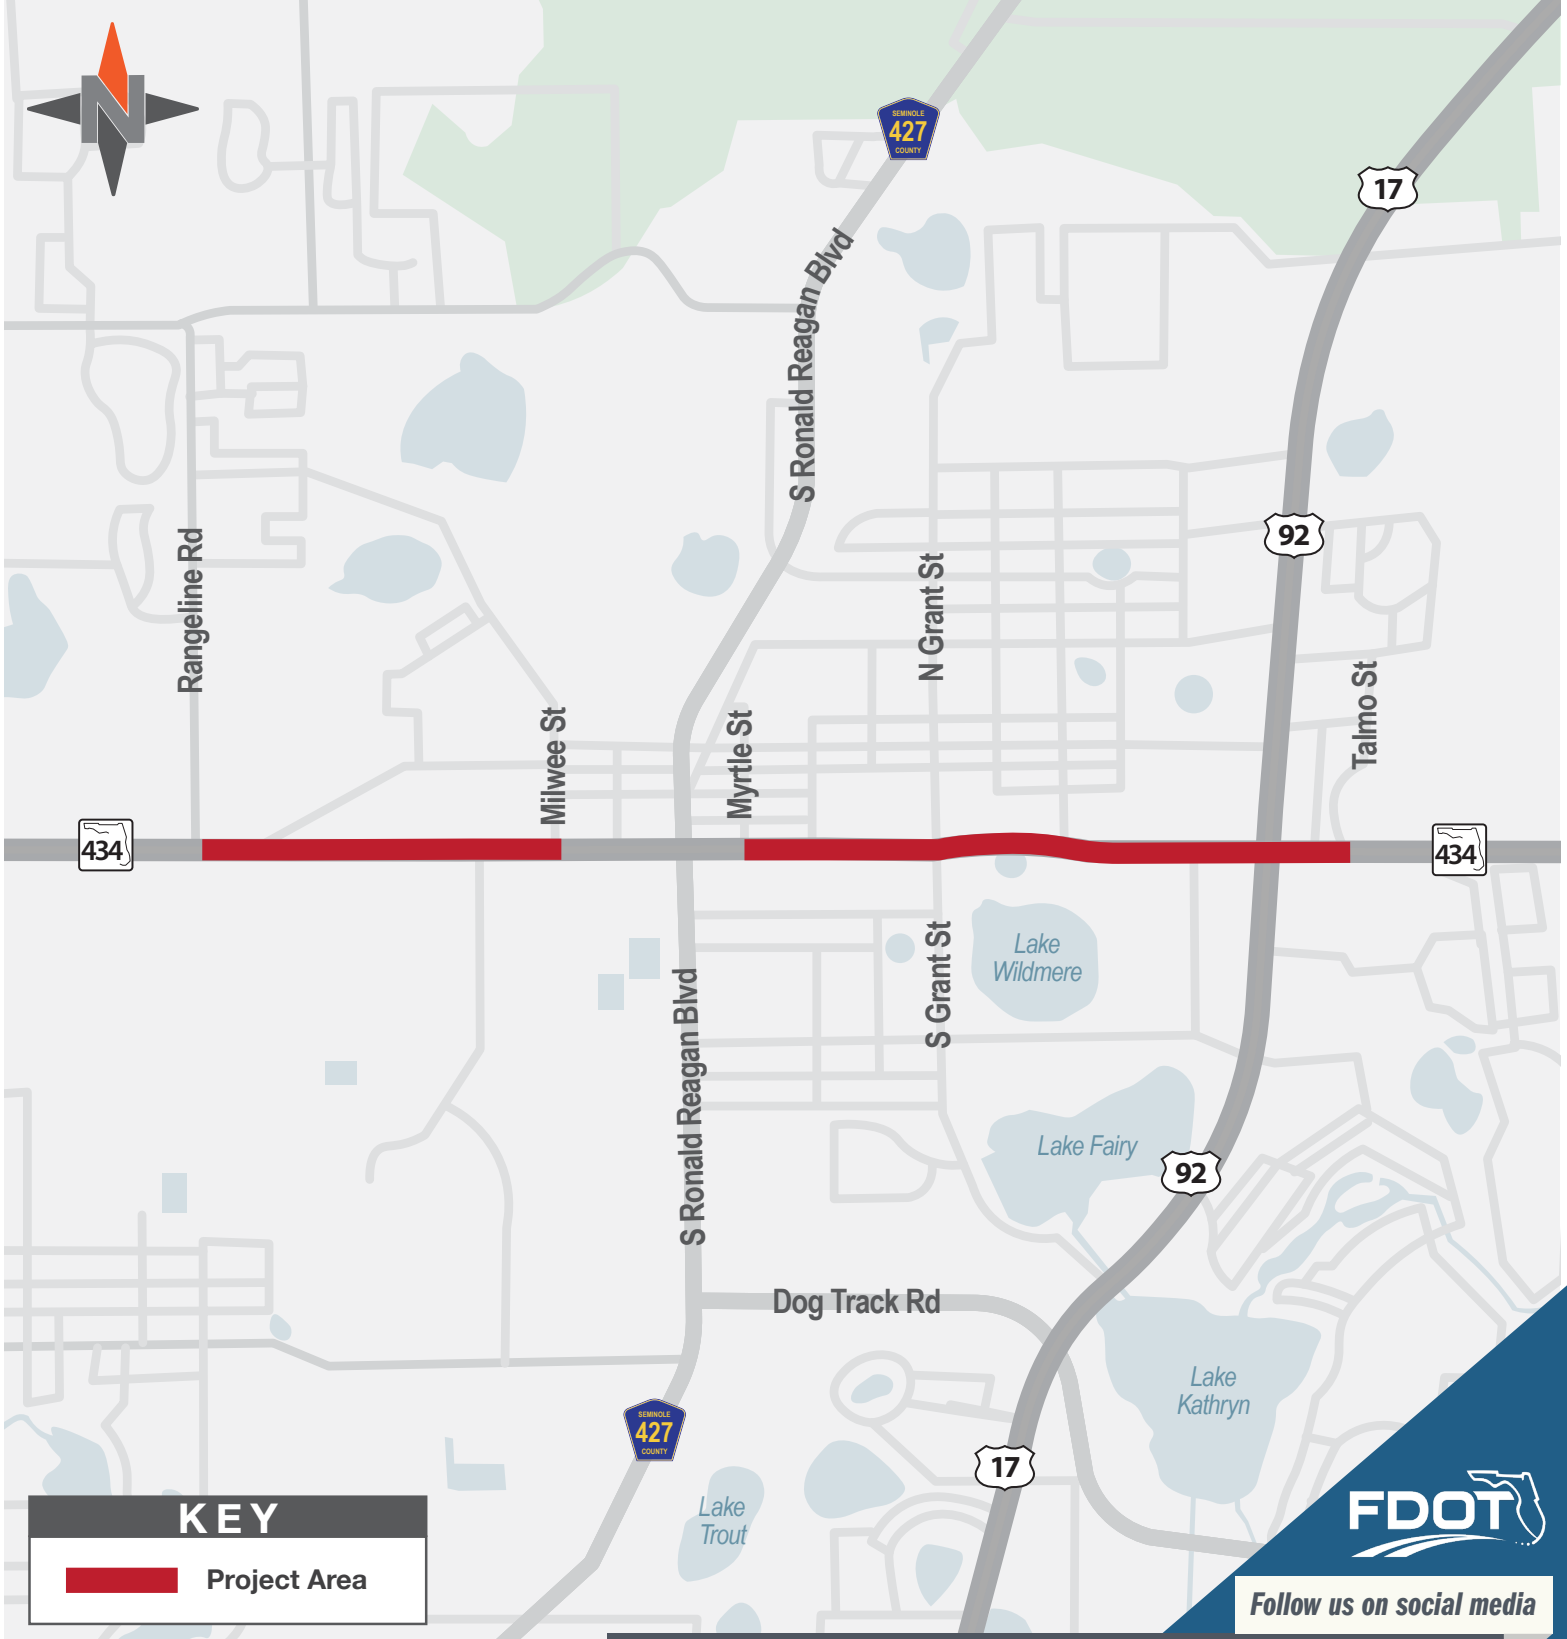 N
SEMINOLE
427
COUNTY
17
S Ronald Reagan Blvd
92
Rangeline Rd
N Grant St
Talmo St
Milwee St
Myrtle St
434
434
Lake
Wildmere
S Grant St
S Ronald Reagan Blvd
Lake Fairy
92
Dog Track Rd
Lake
Kathryn
SEMINOLE
427
COUNTY
17
Lake
Trout
KEY
Project Area
FDOT
Follow us on social media